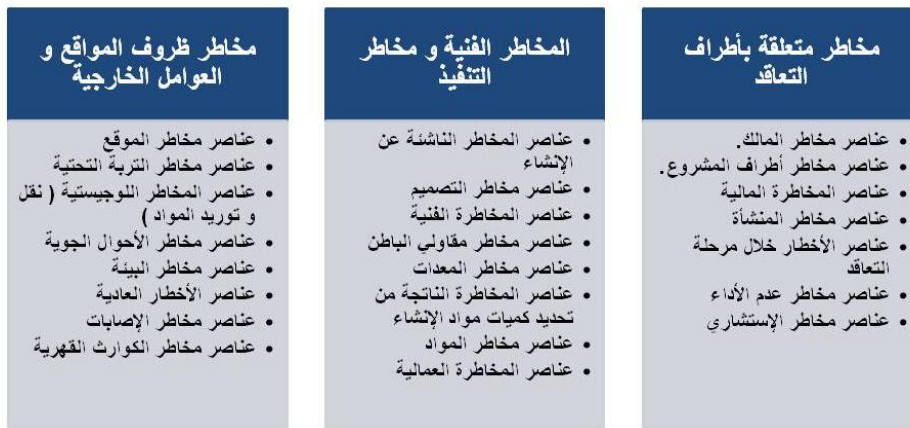 مخاطر متعلقة بأطراف
التعاقد
• عناصر مخاطر المالك.
• عناصر مخاطر أطراف المشروع.
• عناصر المخاطرة المالية
• عناصر مخاطر المنشأة
• عناصر الأخطار خلال مرحلة
التعاقد
• عناصر مخاطر عدم الأداء
• عناصر مخاطر الإستشاري
المخاطر الفنية و مخاطر
التنفيذ
• عناصر المخاطر الناشئة عن
الإنشاء
• عناصر مخاطر التصميم
• عناصر المخاطرة الفنية
• عناصر مخاطر مقاولي الباطن
• عناصر مخاطر المعدات
• عناصر المخاطرة الناتجة من
تحديد كميات مواد الإنشاء
• عناصر مخاطر المواد
• عناصر المخاطرة العمالية
مخاطر ظروف المواقع و
العوامل الخارجية
• عناصر مخاطر الموقع
• عناصر مخاطر التربة التحتية
• عناصر المخاطر اللوجيستية ( نقل
و توريد المواد )
• عناصر مخاطر الأحوال الجوية
• عناصر مخاطر البيئة
• عناصر الأخطار العادية
• عناصر مخاطر الإصابات
• عناصر مخاطر الكوارث القهرية